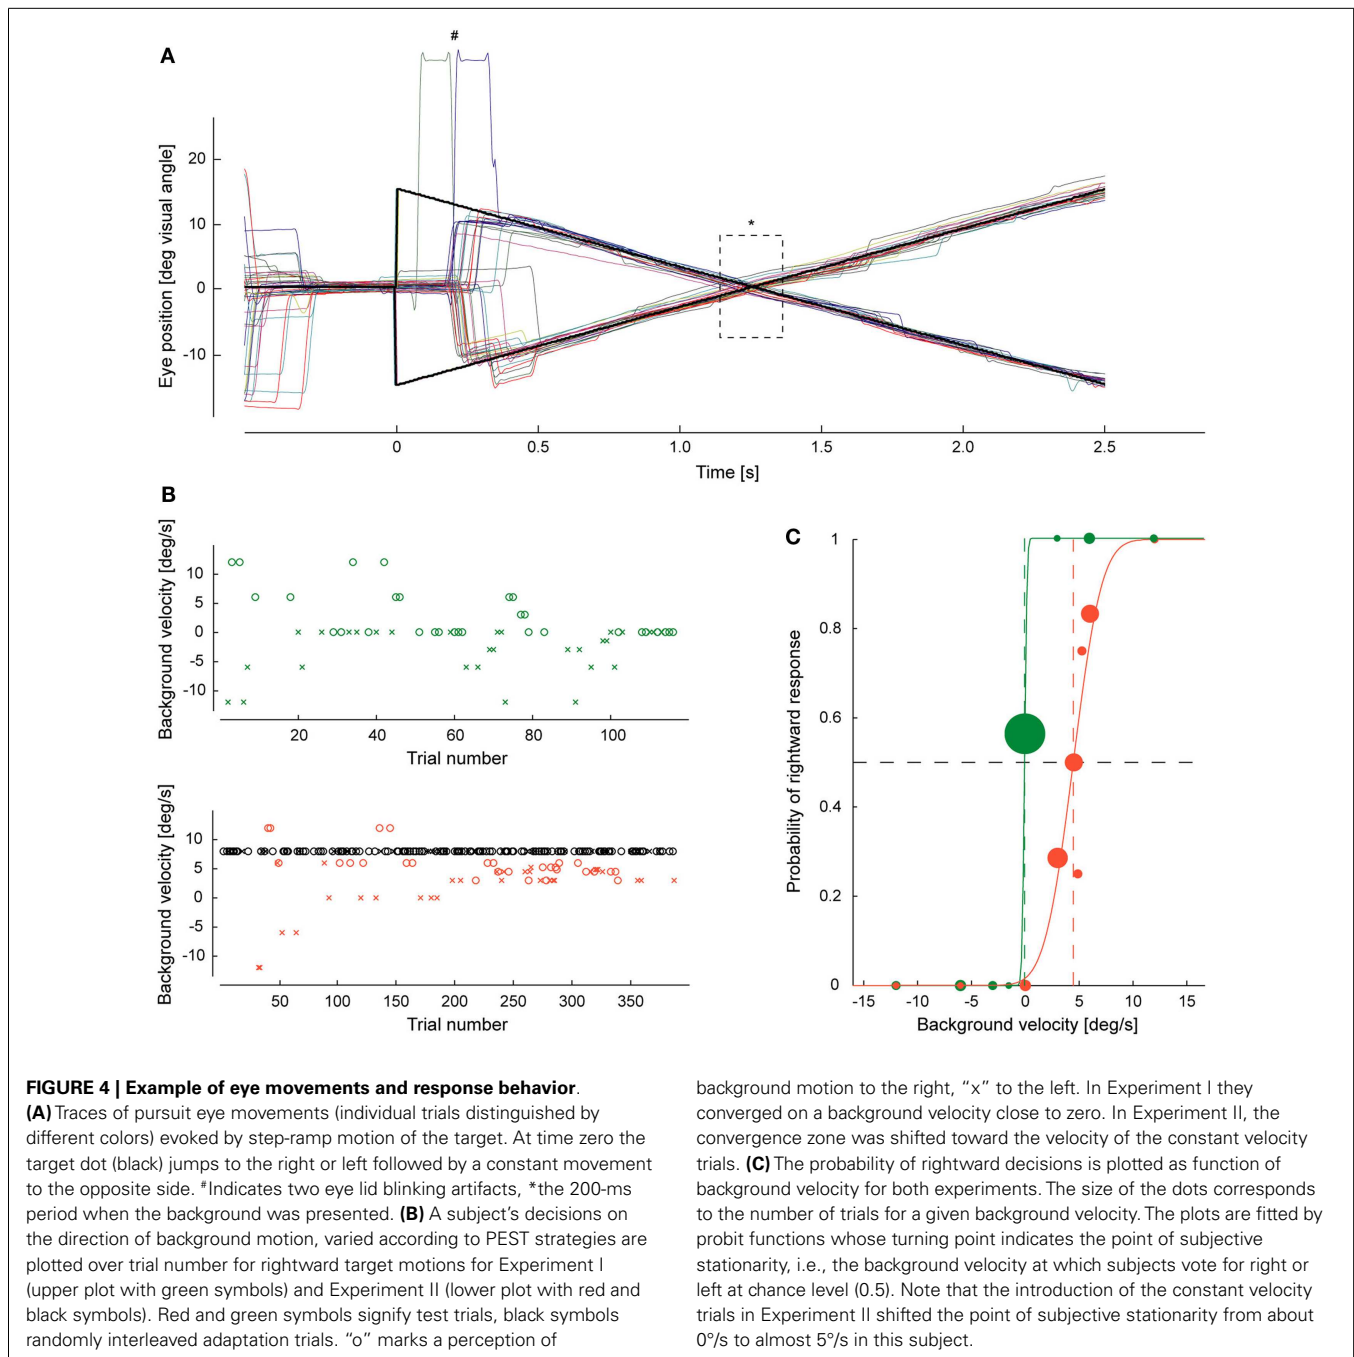 A
#
*
Eye position [deg visual angle]
20
10
0
-10
0
0.5
1.0
1.5
2.0
2.5
Time [s]
B
Background velocity [deg/s]
10
5
0
-5
-10
20
40
60
80
100
Trial number
Background velocity [deg/s]
10
5
0
-5
-10
50
100
150
200
250
300
350
Trial number
C
Probability of rightward response
1
0.8
0.6
0.4
0.2
0
-15
-10
-5
0
5
10
15
Background velocity [deg/s]
FIGURE 4 | Example of eye movements and response behavior.
(A) Traces of pursuit eye movements (individual trials distinguished by
different colors) evoked by step-ramp motion of the target. At time zero the
target dot (black) jumps to the right or left followed by a constant movement
to the opposite side. #Indicates two eye lid blinking artifacts, *the 200-ms
period when the background was presented. (B) A subject's decisions on
the direction of background motion, varied according to PEST strategies are
plotted over trial number for rightward target motions for Experiment I
(upper plot with green symbols) and Experiment II (lower plot with red and
black symbols). Red and green symbols signify test trials, black symbols
randomly interleaved adaptation trials. "o" marks a perception of
background motion to the right, "x" to the left. In Experiment I they
converged on a background velocity close to zero. In Experiment II, the
convergence zone was shifted toward the velocity of the constant velocity
trials. (C) The probability of rightward decisions is plotted as function of
background velocity for both experiments. The size of the dots corresponds
to the number of trials for a given background velocity. The plots are fitted by
probit functions whose turning point indicates the point of subjective
stationarity, i.e., the background velocity at which subjects vote for right or
left at chance level (0.5). Note that the introduction of the constant velocity
trials in Experiment II shifted the point of subjective stationarity from about
0°/s to almost 5°/s in this subject.